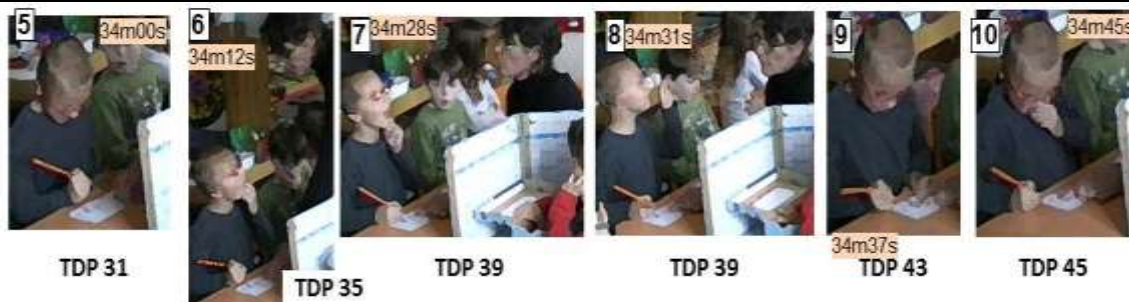 5 34m00s
6 34m12s
7 34m28s
8 34m31s
9 34m37s
10 34m45s
TDP 31
TDP 35
TDP 39
TDP 39
TDP 43
TDP 45